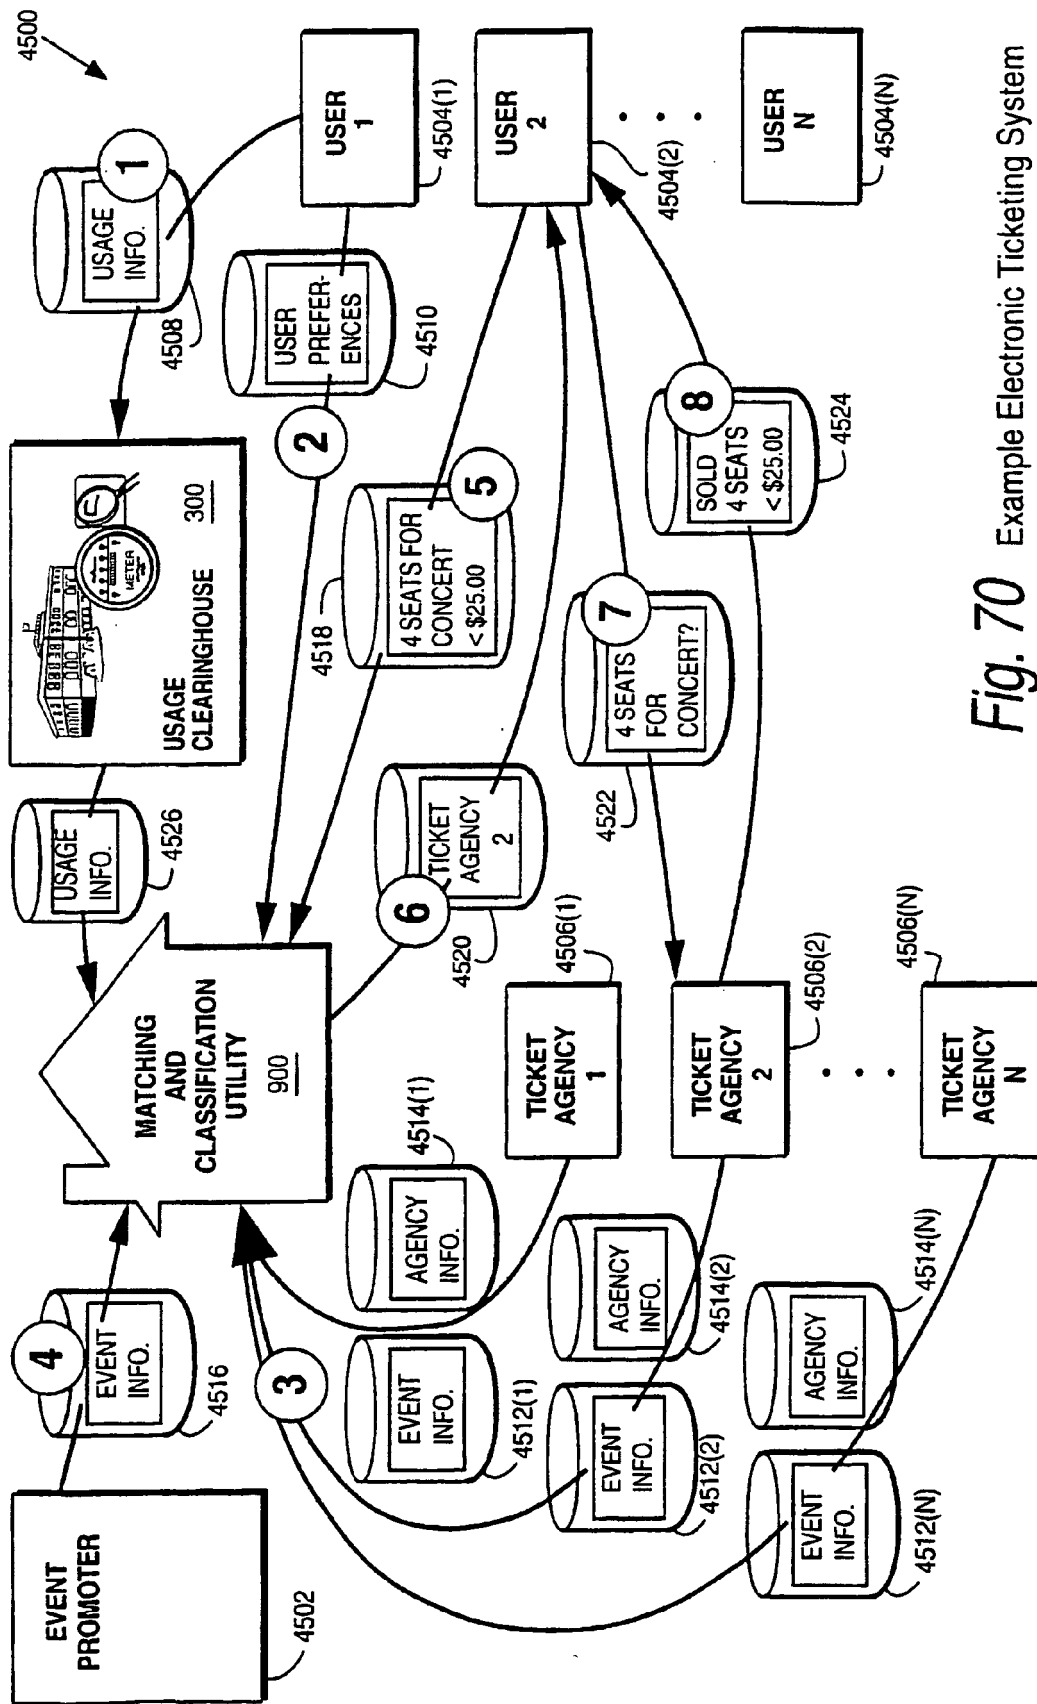 4500
EVENT
PROMOTER
4502
4
EVENT
INFO.
4516
MATCHING
AND
CLASSIFICATION
UTILITY
900
USAGE
INFO.
4526
METER
USAGE
CLEARINGHOUSE
300
1
USAGE
INFO.
4508
2
USER
PREFER-
ENCES
4510
USER
1
4504(1)
3
EVENT
INFO.
4512(1)
AGENCY
INFO.
4514(1)
TICKET
AGENCY
1
4506(1)
6
TICKET
AGENCY
2
4520
4518
5
4 SEATS FOR
CONCERT
< $25.00
USER
2
4504(2)
EVENT
INFO.
4512(2)
AGENCY
INFO.
4514(2)
TICKET
AGENCY
2
4506(2)
7
4 SEATS
FOR
CONCERT?
4522
8
SOLD
4 SEATS
< $25.00
4524
EVENT
INFO.
4512(N)
AGENCY
INFO.
4514(N)
TICKET
AGENCY
N
4506(N)
USER
N
4504(N)
Fig. 70 Example Electronic Ticketing System